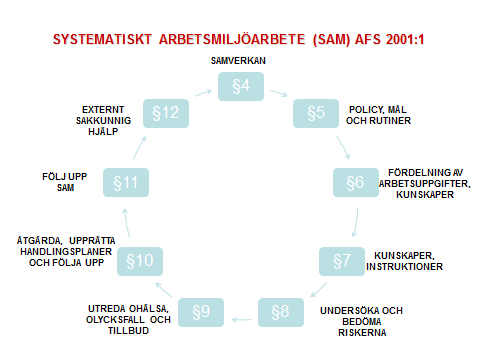 SYSTEMATISKT ARBETSMILJÖARBETE (SAM) AFS 2001:1
SAMVERKAN
§4
§5
POLICY, MÅL
OCH RUTINER
§6
FÖRDELNING AV
ARBETSUPPGIFTER,
KUNSKAPER
§7
KUNSKAPER,
INSTRUKTIONER
§8
UNDERSÖKA OCH
BEDÖMA
RISKERNA
§9
UTREDA OHÄLSA,
OLYCKSFALL OCH
TILLBUD
§10
ÅTGÄRDA, UPPRÄTTA
HANDLINGSPLANER
OCH FÖLJA UPP
§11
FÖLJ UPP
SAM
§12
EXTERNT
SAKKUNNIG
HJÄLP